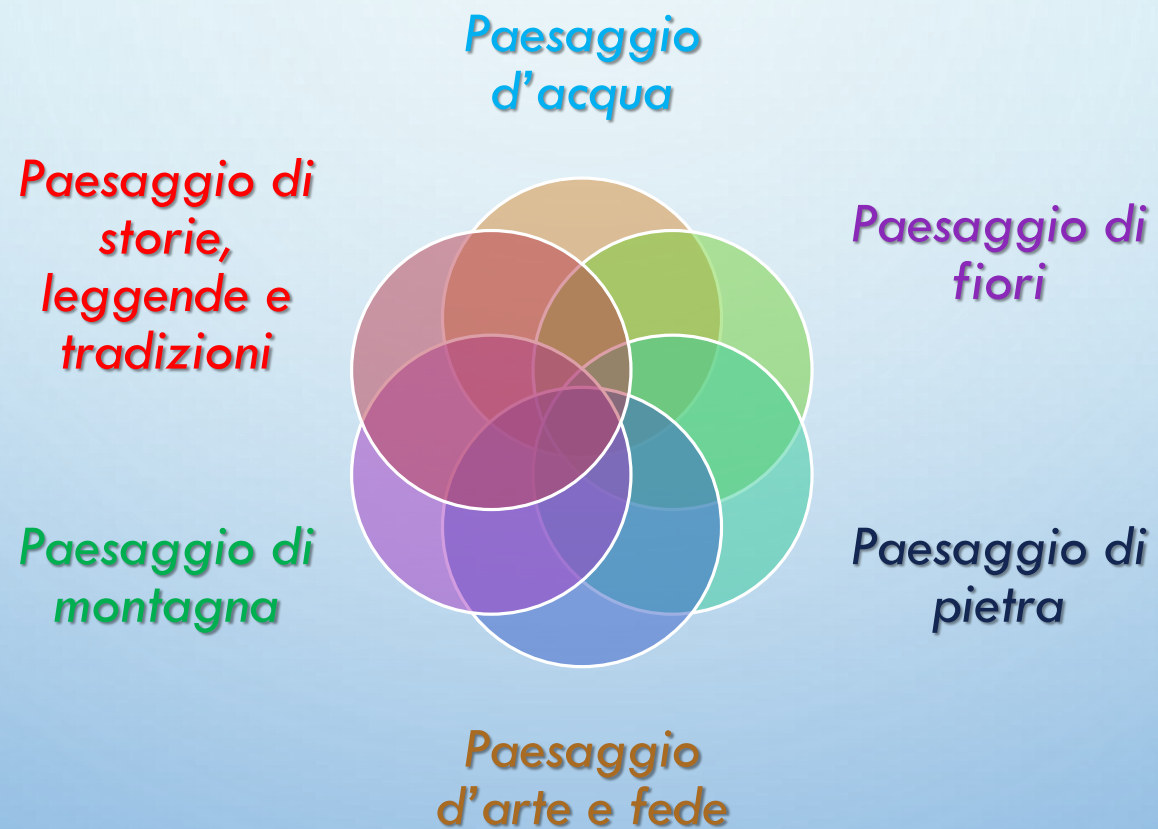 Paesaggio
d’acqua
Paesaggio di
fiori
Paesaggio di
pietra
Paesaggio
d’arte e fede
Paesaggio di
montagna
Paesaggio di
storie,
leggende e
tradizioni